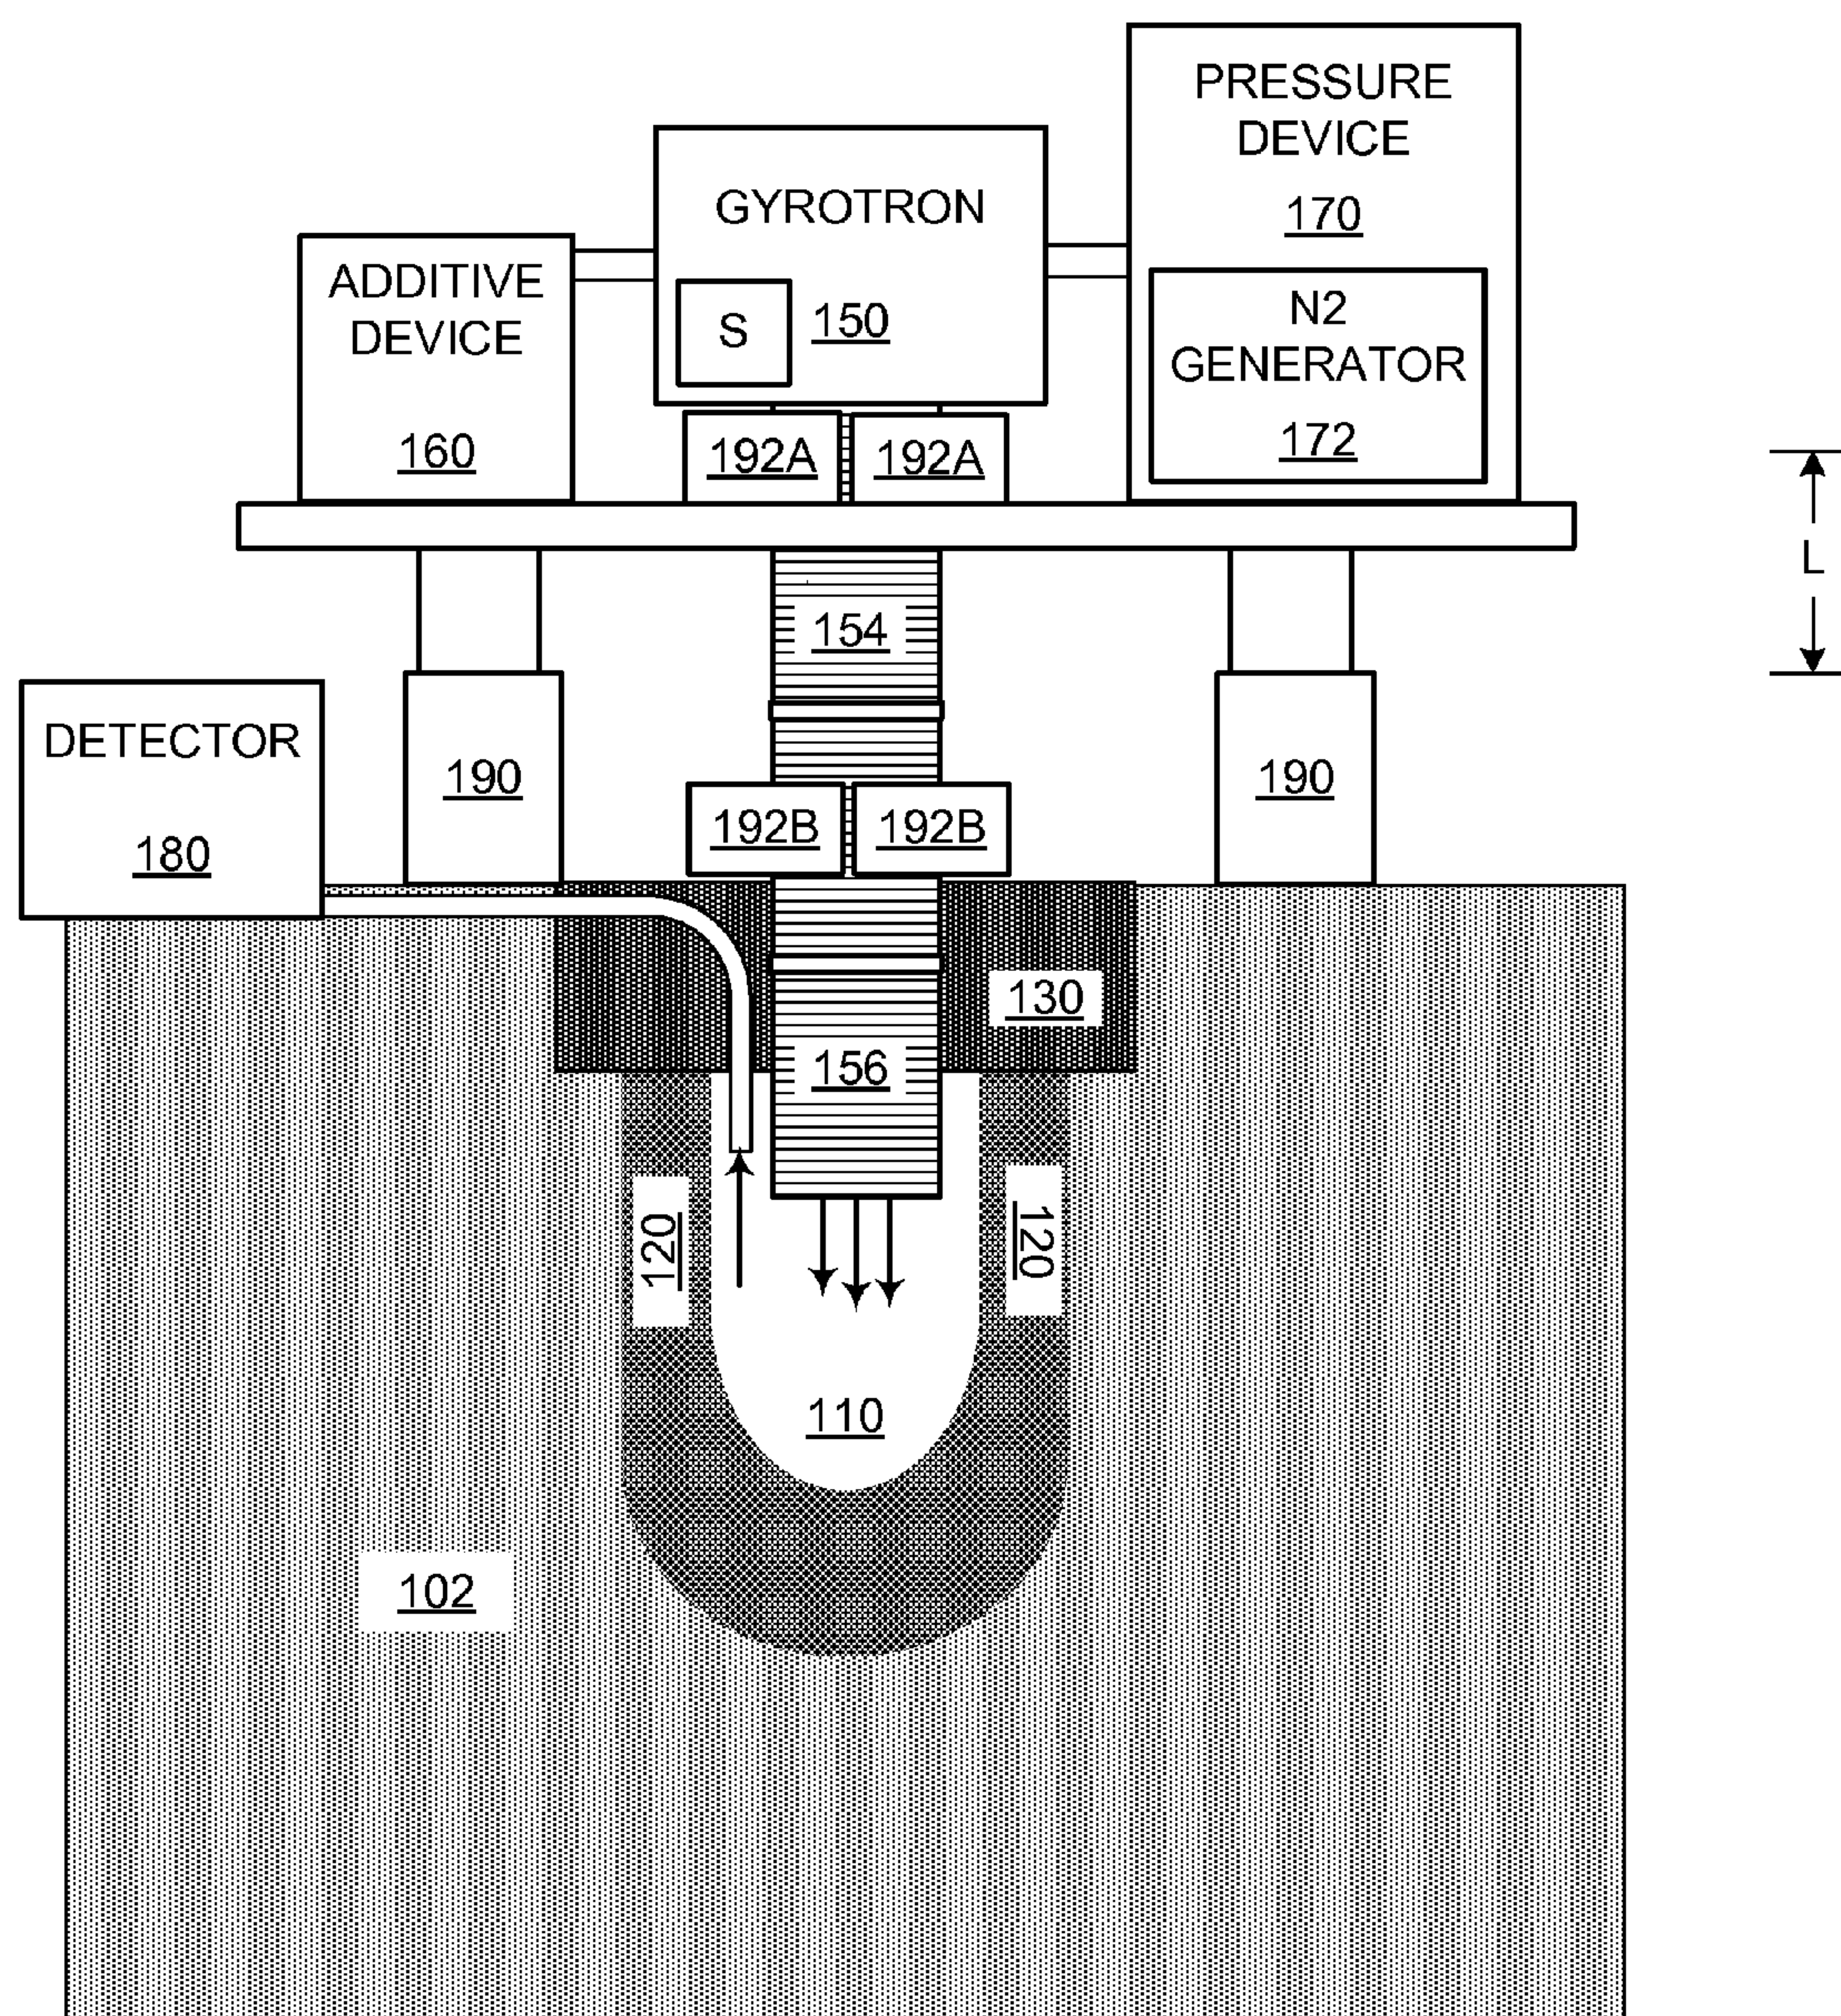 PRESSURE
DEVICE
170
N2
GENERATOR
172
GYROTRON
S
150
ADDITIVE
DEVICE
160
192A
192A
L
154
DETECTOR
180
190
190
192B
192B
130
156
120
120
110
102